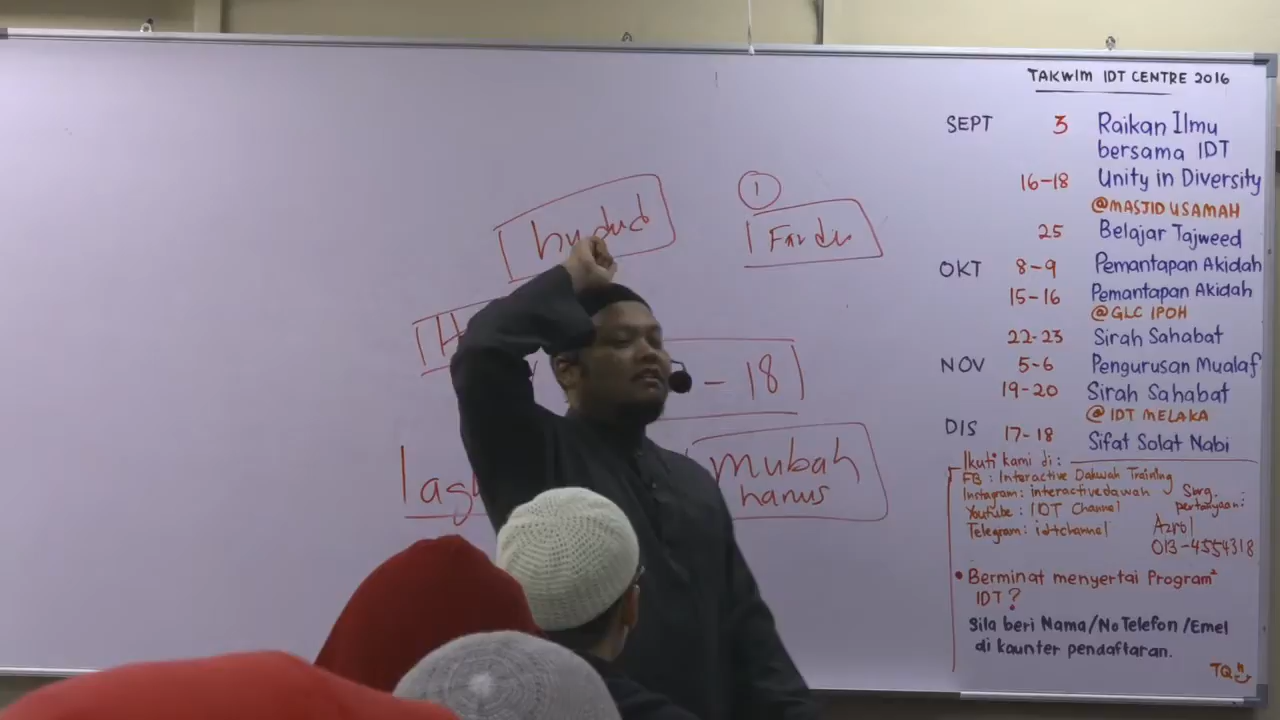 TAKWIM IDT CENTRE 2016
SEPT 3 Raikan Ilmu
bersama IDT
16-18 Unity in Diversity
@MASJID USAMAH
25 Belajar Tajweed
OKT 8-9 Pemantapan Akidah
15-16 Pemantapan Akidah
@GLC IPOH
22-23 Sirah Sahabat
NOV 5-6 Pengurusan Mualaf
19-20 Sirah Sahabat
@ IDT MELAKA
DIS 17-18 Sifat Solat Nabi
Ikuti kami di:
FB: Interactive Dakwah Training
Instagram: interactivedawah
Youtube: IDT Channel
Telegram: idtchannel
Sbrg.
pertanyaan:
Azrol
013-4554318
• Berminat menyertai Program²
IDT?
Sila beri Nama/No Telefon/Emel
di kaunter pendaftaran.
TQ
hudud
1
Fardu
- 18
mubah
harus